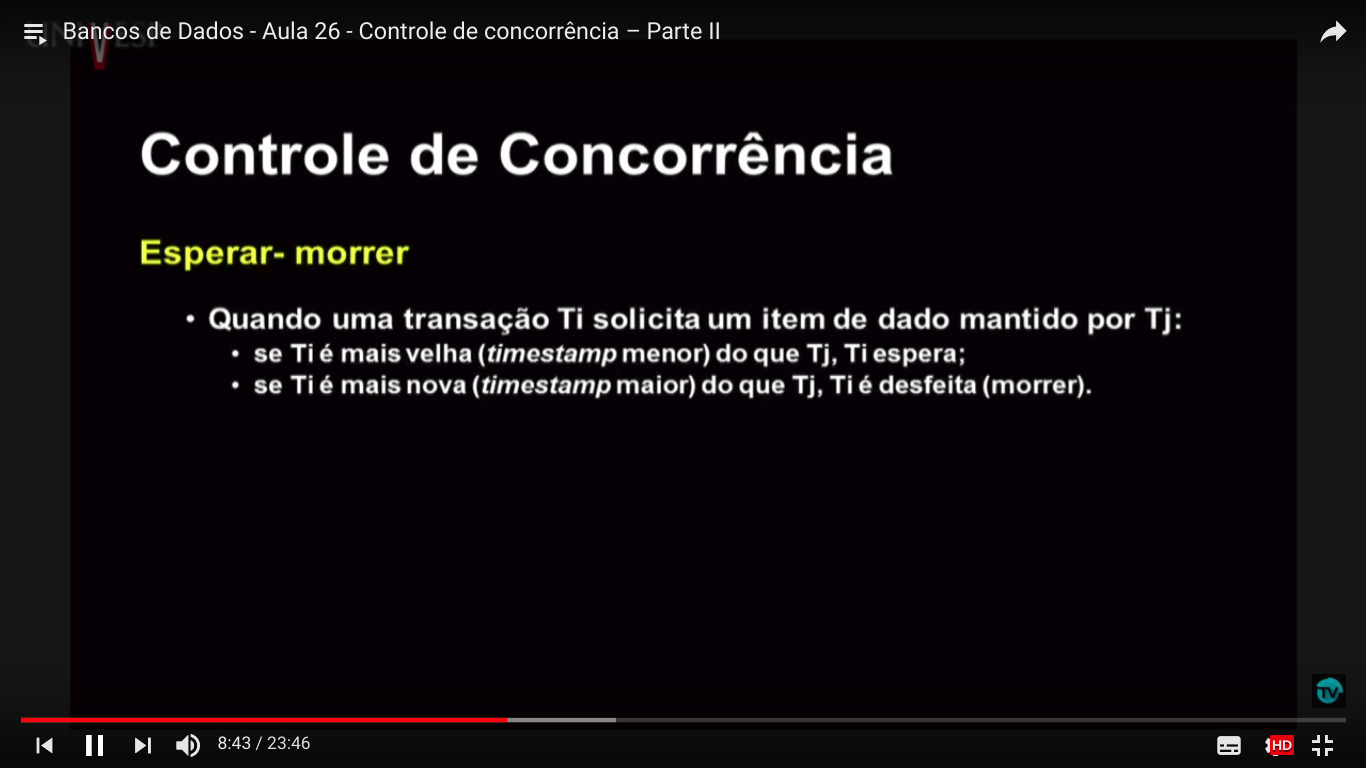 Bancos de Dados - Aula 26 - Controle de concorrência – Parte II
Controle de Concorrência
Esperar- morrer
• Quando uma transação Ti solicita um item de dado mantido por Tj:
• se Ti é mais velha (timestamp menor) do que Tj, Ti espera;
• se Ti é mais nova (timestamp maior) do que Tj, Ti é desfeita (morrer).
TV
8:43 / 23:46
HD